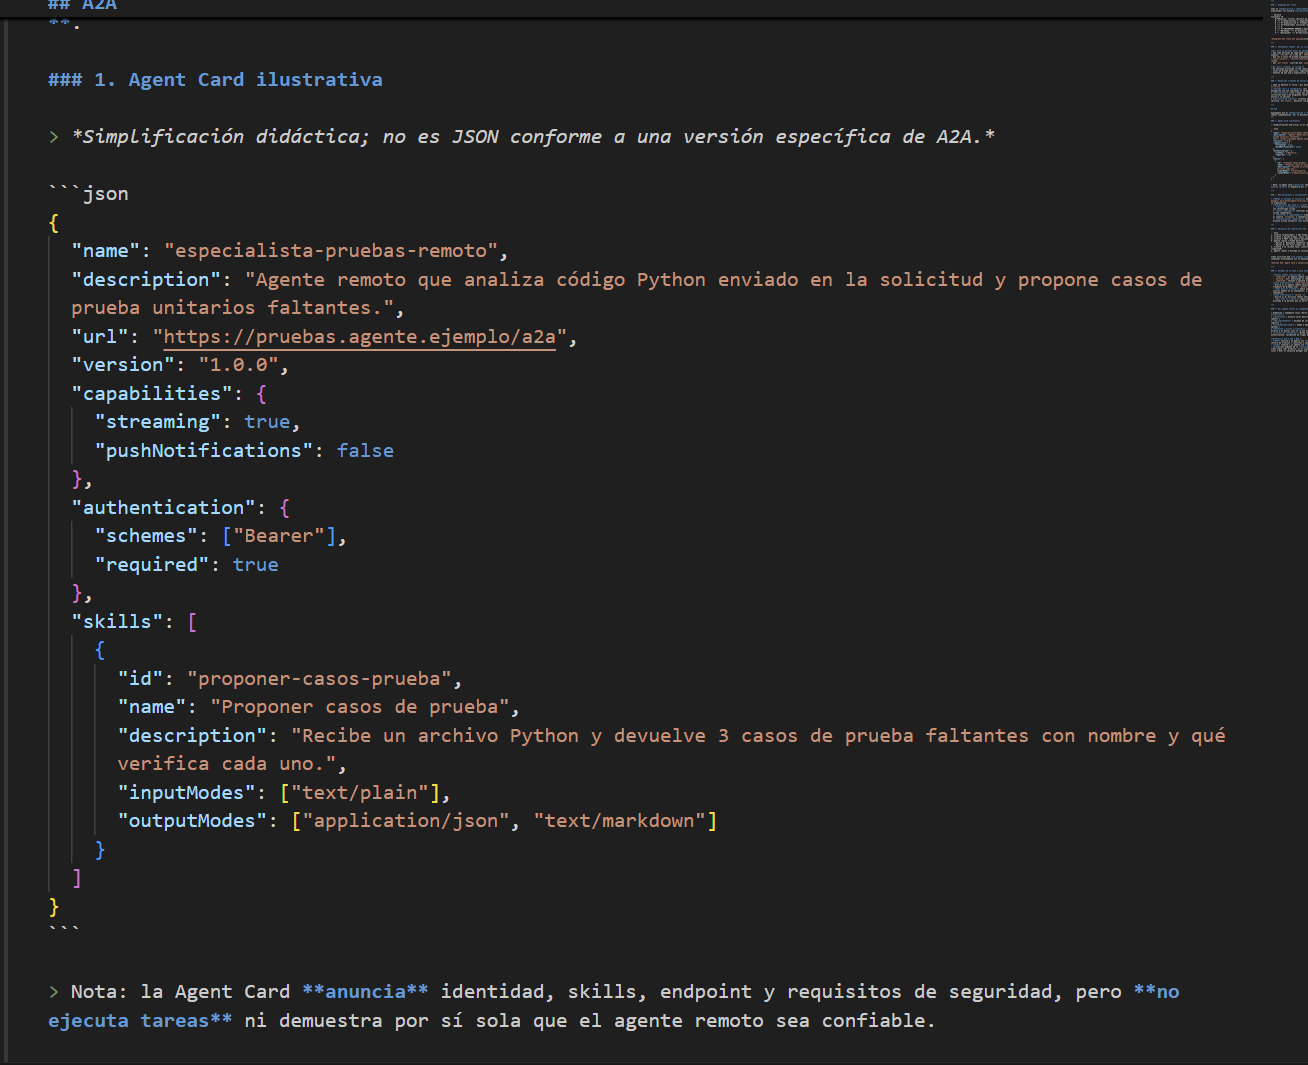 ## A2A
**.
### 1. Agent Card ilustrativa
> *Simplificación didáctica; no es JSON conforme a una versión específica de A2A.*
```json
{
"name": "especialista-pruebas-remoto",
"description": "Agente remoto que analiza código Python enviado en la solicitud y propone casos de
prueba unitarios faltantes.",
"url": "https://pruebas.agente.ejemplo/a2a",
"version": "1.0.0",
"capabilities": {
"streaming": true,
"pushNotifications": false
},
"authentication": {
"schemes": ["Bearer"],
"required": true
},
"skills": [
{
"id": "proponer-casos-prueba",
"name": "Proponer casos de prueba",
"description": "Recibe un archivo Python y devuelve 3 casos de prueba faltantes con nombre y qué
verifica cada uno.",
"inputModes": ["text/plain"],
"outputModes": ["application/json", "text/markdown"]
}
]
}
```
> Nota: la Agent Card **anuncia** identidad, skills, endpoint y requisitos de seguridad, pero **no
ejecuta tareas** ni demuestra por sí sola que el agente remoto sea confiable.